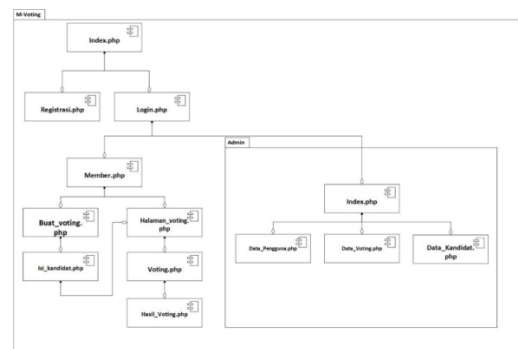 M-Voting
Index.php
Registrasi.php
Login.php
Admin
Member.php
Index.php
Buat_voting.
php
Halaman_voting.
php
Data_Pengguna.php
Data_Voting.php
Data_Kandidat.
php
Isi_kandidat.php
Voting.php
Hasil_Voting.php